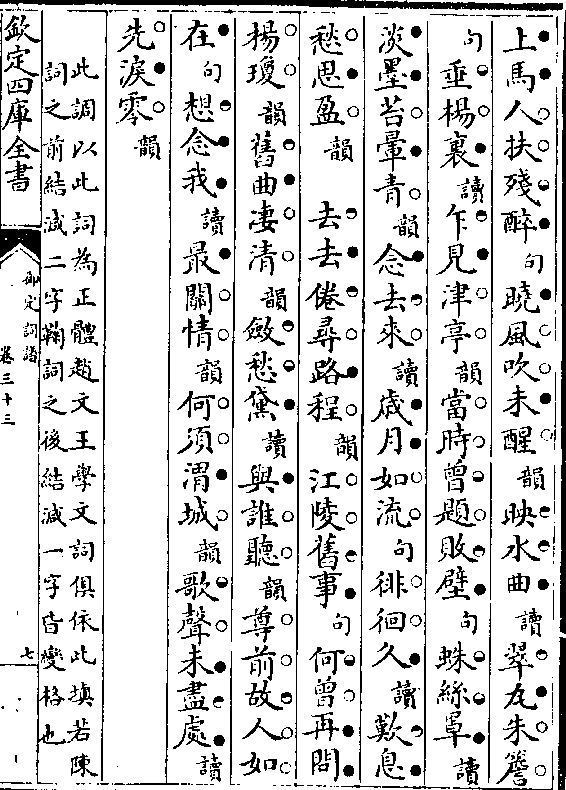 上馬人扶殘醉句曉風吹未醒韻映水曲讀翠瓦朱簷
句垂楊裏讀乍見津亭韻當時曾題敗壁句蛛絲罩讀
淡墨苔暈青韻念去來讀歲月如流句徘徊久讀歎息
愁思盈韻　去去倦尋路程韻江陵舊事句何曾再問
楊瓊韻舊曲凄清韻斂愁黛讀與誰聽韻尊前故人如
在句想念我讀最關情韻何須渭城韻歌聲未盡處讀
先淚零韻
此調以此詞為正體趙文王學文詞俱依此填若陳
詞之前結減二字鞠詞之後結減一字皆變格也
欽定四庫全書
御定詞譜
卷三十三
七